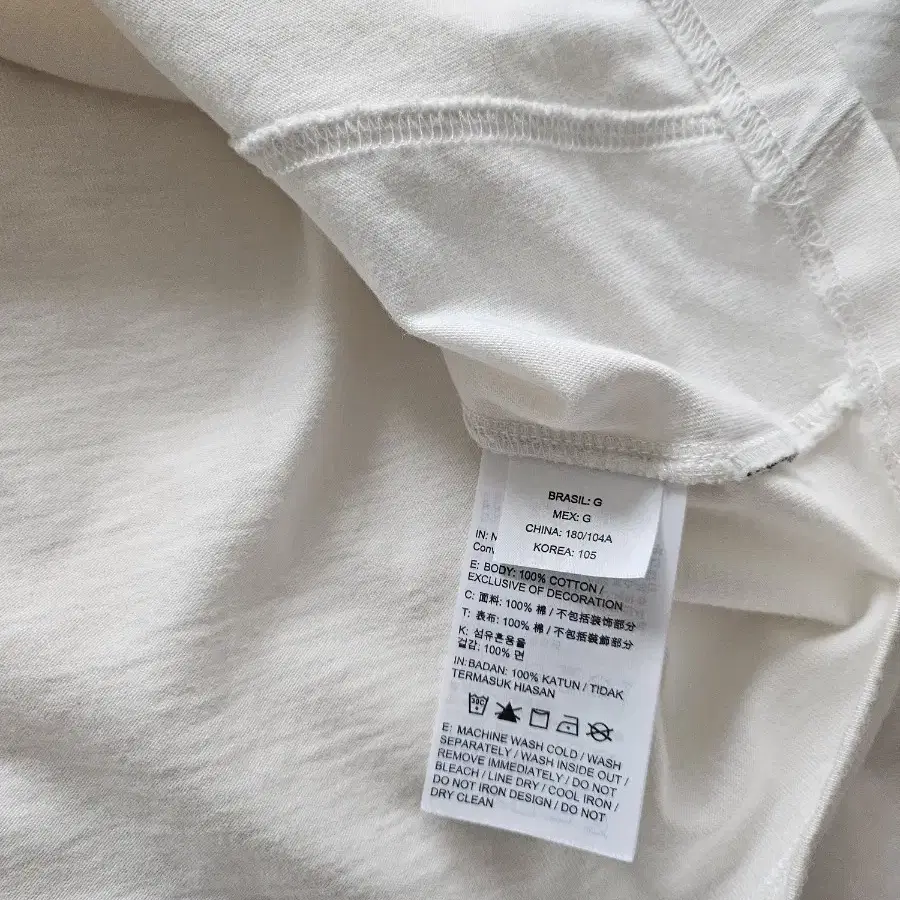 BRASIL: G
MEX: G
CHINA: 180/104A
KOREA: 105
IN:
E: BODY: 100% COTTON /
EXCLUSIVE OF DECORATION
C: 面料: 100% 棉 / 不包括装饰部分
T: 表布: 100% 棉 / 不包括裝飾部分
K: 섬유혼용율
겉감: 100% 면
IN: BADAN: 100% KATUN / TIDAK
TERMASUK HIASAN
30C
E: MACHINE WASH COLD / WASH
SEPARATELY / WASH INSIDE OUT /
REMOVE IMMEDIATELY / DO NOT
BLEACH / LINE DRY / COOL IRON /
DO NOT IRON DESIGN / DO NOT
DRY CLEAN